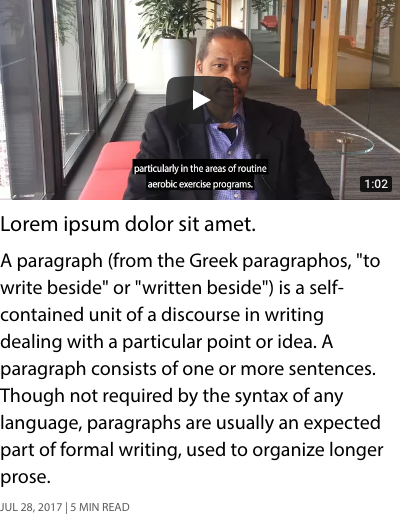 particularly in the areas of routine
aerobic exercise programs.
1:02
Lorem ipsum dolor sit amet.
A paragraph (from the Greek paragraphos, "to
write beside" or "written beside") is a self-
contained unit of a discourse in writing
dealing with a particular point or idea. A
paragraph consists of one or more sentences.
Though not required by the syntax of any
language, paragraphs are usually an expected
part of formal writing, used to organize longer
prose.
JUL 28, 2017 | 5 MIN READ